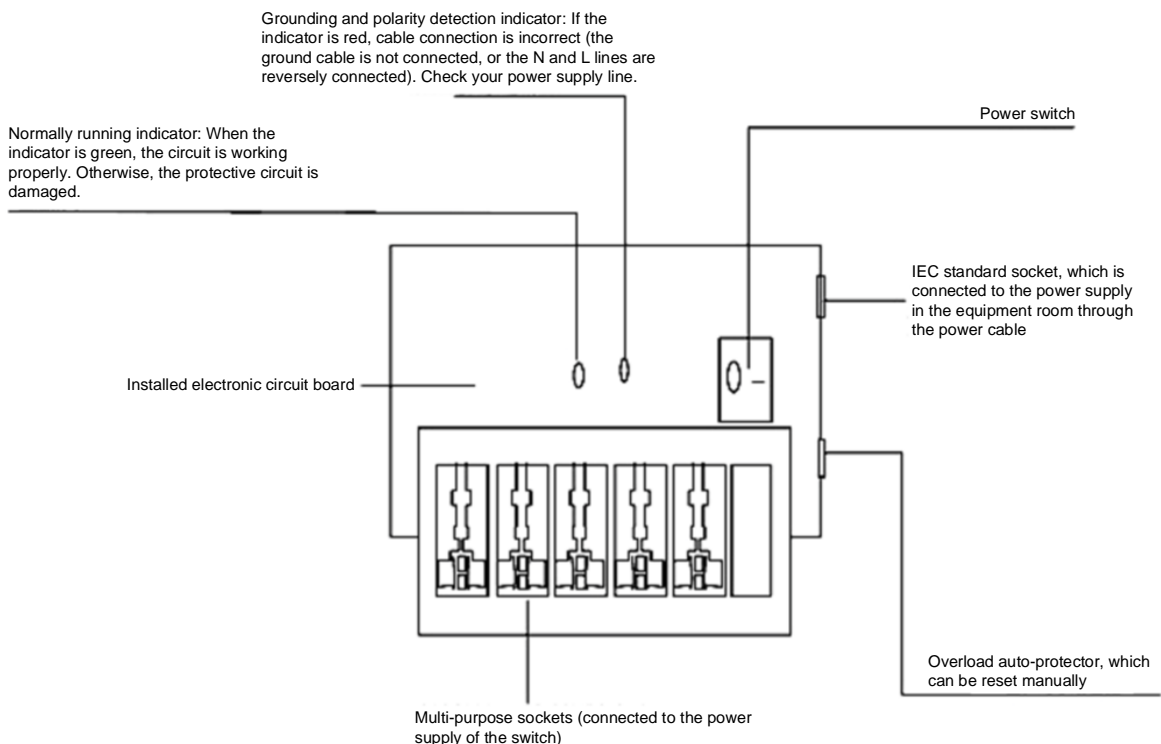 Grounding and polarity detection indicator: If the
indicator is red, cable connection is incorrect (the
ground cable is not connected, or the N and L lines are
reversely connected). Check your power supply line.
Power switch
Normally running indicator: When the
indicator is green, the circuit is working
properly. Otherwise, the protective circuit is
damaged.
IEC standard socket, which is
connected to the power supply
in the equipment room through
the power cable
Installed electronic circuit board
Overload auto-protector, which
can be reset manually
Multi-purpose sockets (connected to the power
supply of the switch)